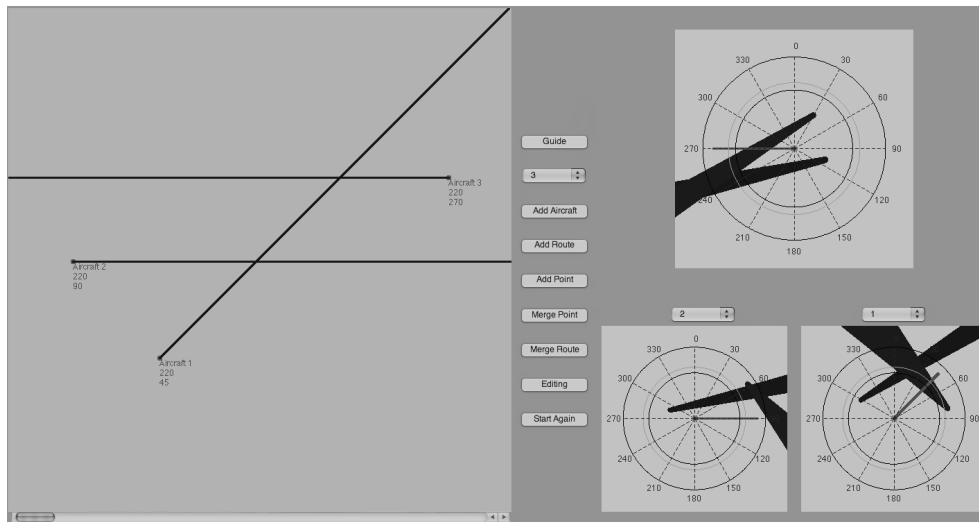 Aircraft 3
220
270
Aircraft 2
220
90
Aircraft 1
220
45
Guide
3
Add Aircraft
Add Route
Add Point
Merge Point
Merge Route
Editing
Start Again
0
330 30
300 60
270 90
240 120
210 150
180
2
0
330 30
300 60
270
240 120
210 150
180
1
0
330 30
300 60
270 90
240 120
210 150
180